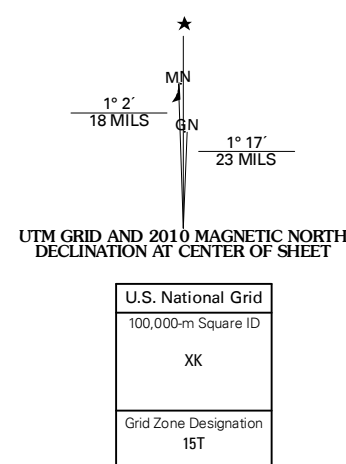 ★
MN
1° 2´
18 MILS
GN
1° 17´
23 MILS
UTM GRID AND 2010 MAGNETIC NORTH
DECLINATION AT CENTER OF SHEET
U.S. National Grid
100,000-m Square ID
XK
Grid Zone Designation
15T